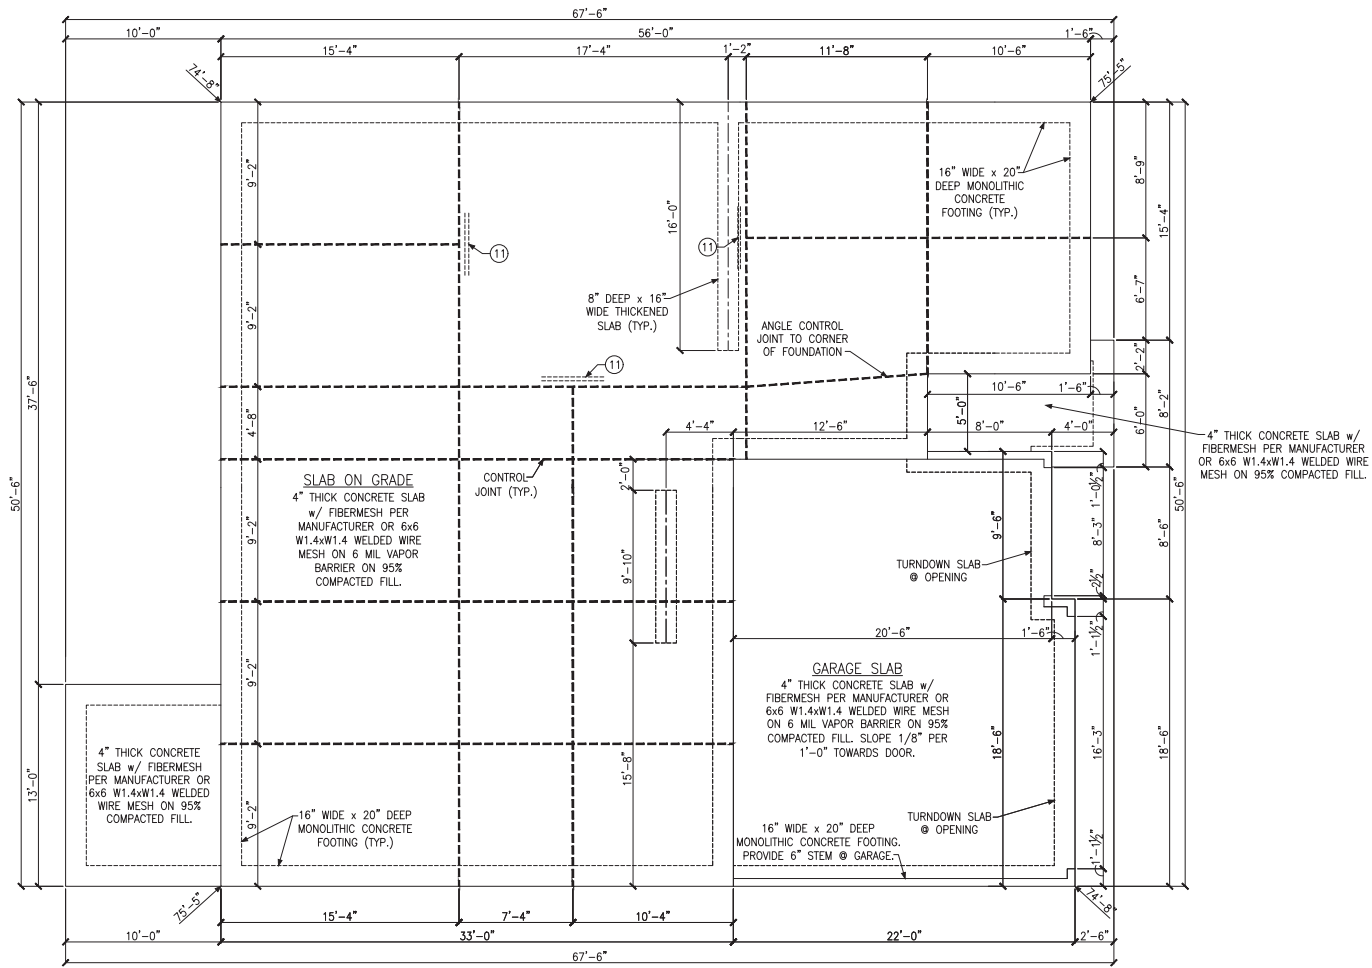 67'-6"
10'-0"
56'-0"
1'-6"
15'-4"
17'-4"
1'-2"
11'-8"
10'-6"
74'-8"
75'-5"
9'-2"
16'-0"
16" WIDE x 20"
DEEP MONOLITHIC
CONCRETE
FOOTING (TYP.)
8'-9"
15'-4"
11
11
8" DEEP x 16"
WIDE THICKENED
SLAB (TYP.)
9'-2"
6'-7"
ANGLE CONTROL
JOINT TO CORNER
OF FOUNDATION
11
2'-2"
37'-6"
10'-6"
1'-6"
4'-8"
5'-0"
6'-0"
8'-2"
4'-4"
12'-6"
8'-0"
4'-0"
4" THICK CONCRETE SLAB w/
FIBERMESH PER MANUFACTURER
OR 6x6 W1.4xW1.4 WELDED WIRE
MESH ON 95% COMPACTED FILL.
SLAB ON GRADE
4" THICK CONCRETE SLAB
w/ FIBERMESH PER
MANUFACTURER OR 6x6
W1.4xW1.4 WELDED WIRE
MESH ON 6 MIL VAPOR
BARRIER ON 95%
COMPACTED FILL.
CONTROL
JOINT (TYP.)
2'-0"
50'-6"
9'-2"
9'-10"
9'-6"
1'-0½"
8'-3"
8'-6"
50'-6"
TURNDOWN SLAB
@ OPENING
-2½"
20'-6"
1'-6"
1'-1½"
9'-2"
GARAGE SLAB
4" THICK CONCRETE SLAB w/
FIBERMESH PER MANUFACTURER OR
6x6 W1.4xW1.4 WELDED WIRE MESH
ON 6 MIL VAPOR BARRIER ON 95%
COMPACTED FILL. SLOPE 1/8" PER
1'-0" TOWARDS DOOR.
18'-6"
16'-3"
18'-6"
15'-8"
4" THICK CONCRETE
SLAB w/ FIBERMESH
PER MANUFACTURER OR
6x6 W1.4xW1.4 WELDED
WIRE MESH ON 95%
COMPACTED FILL.
13'-0"
9'-2"
16" WIDE x 20" DEEP
MONOLITHIC CONCRETE
FOOTING (TYP.)
TURNDOWN SLAB
@ OPENING
16" WIDE x 20" DEEP
MONOLITHIC CONCRETE FOOTING.
PROVIDE 6" STEM @ GARAGE.
1'-1½"
75'-5"
74'-8"
15'-4"
7'-4"
10'-4"
10'-0"
33'-0"
22'-0"
2'-6"
67'-6"